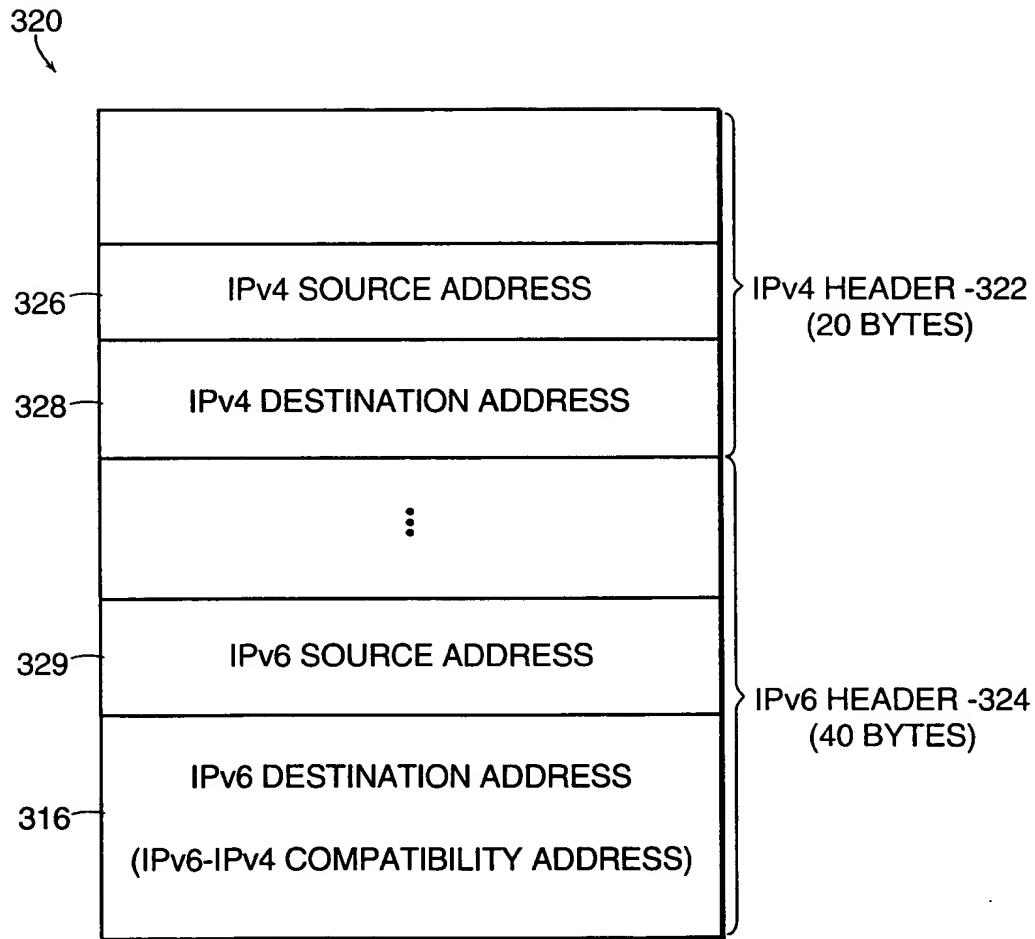 320
326
IPv4 SOURCE ADDRESS
IPv4 HEADER -322
(20 BYTES)
328
IPv4 DESTINATION ADDRESS
329
IPv6 SOURCE ADDRESS
IPv6 HEADER -324
(40 BYTES)
IPv6 DESTINATION ADDRESS
316
(IPv6-IPv4 COMPATIBILITY ADDRESS)